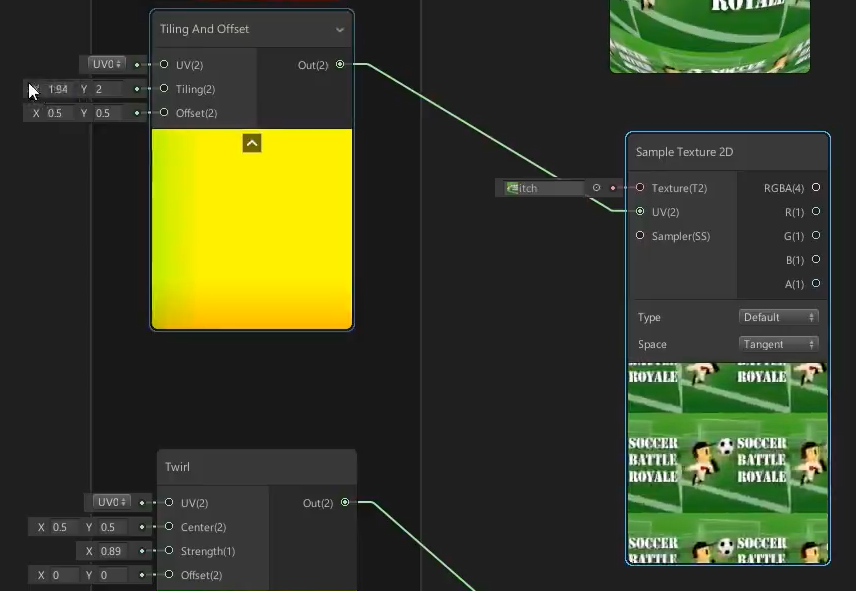 ROYALE
SOCCER
Tiling And Offset
UV0
UV(2)
Out(2)
1.94 Y 2
Tiling(2)
X 0.5 Y 0.5
Offset(2)
Sample Texture 2D
itch
Texture(T2)
RGBA(4)
UV(2)
R(1)
Sampler(SS)
G(1)
B(1)
A(1)
Type
Default
Space
Tangent
BATTLE
ROYALE
BATTLE
ROYALE
SOCCER
BATTLE
ROYALE
SOCCER
BATTLE
ROYALE
SOCCER
BATTLE
SOCCER
BATTLE
Twirl
UV0
UV(2)
Out(2)
X 0.5 Y 0.5
Center(2)
X 0.89
Strength(1)
X 0 Y 0
Offset(2)